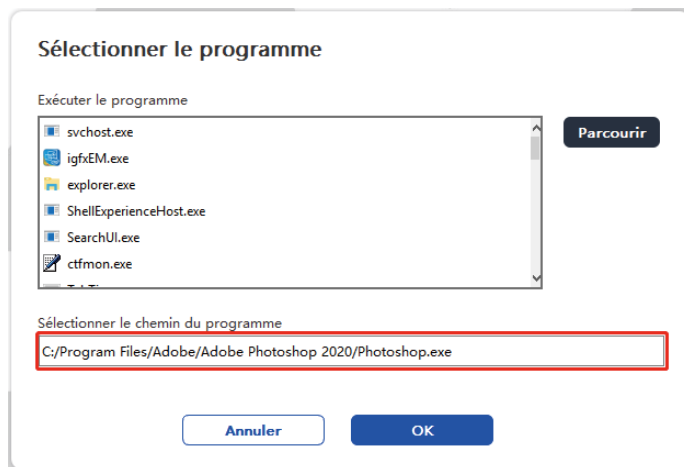 Sélectionner le programme
Exécuter le programme
svchost.exe
Parcourir
igfxEM.exe
explorer.exe
ShellExperienceHost.exe
SearchUI.exe
ctfmon.exe
Sélectionner le chemin du programme
C:/Program Files/Adobe/Adobe Photoshop 2020/Photoshop.exe
Annuler
OK